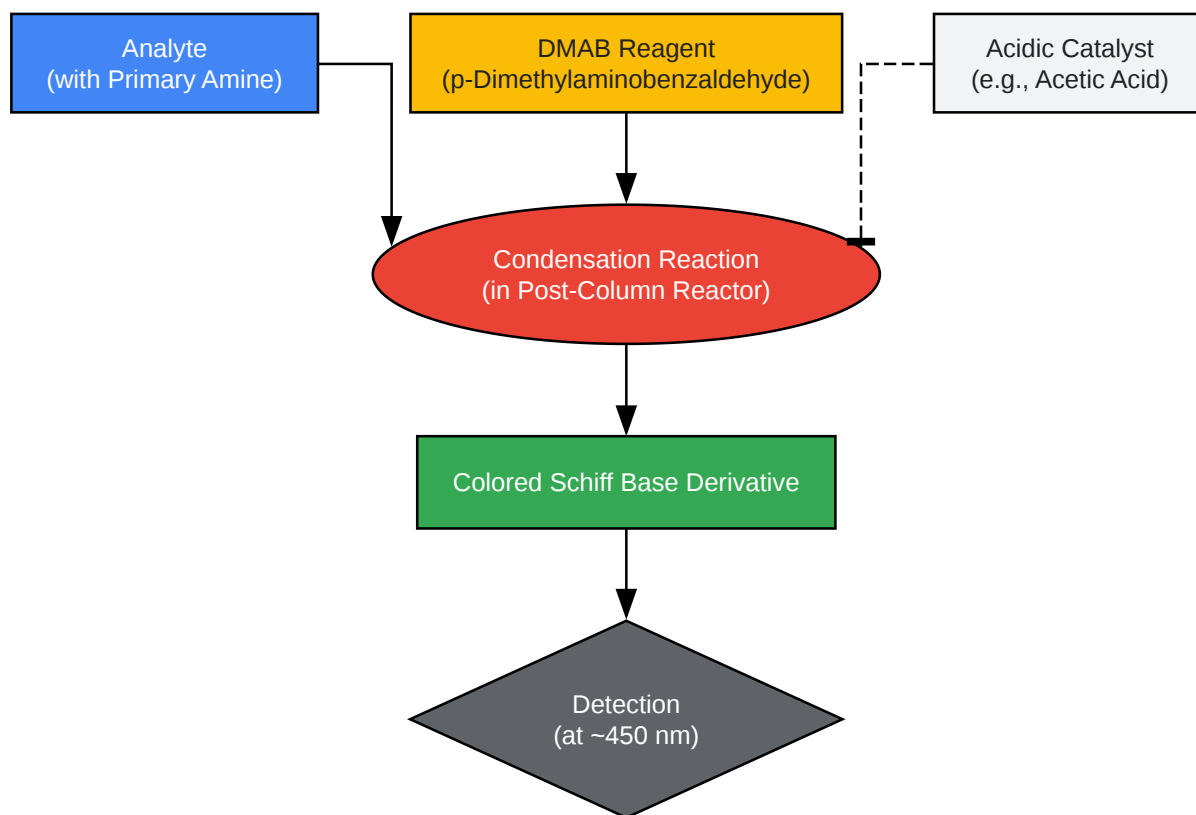 Analyte
(with Primary Amine)
DMAB Reagent
(p-Dimethylaminobenzaldehyde)
Acidic Catalyst
(e.g., Acetic Acid)
Condensation Reaction
(in Post-Column Reactor)
Colored Schiff Base Derivative
Detection
(at ~450 nm)